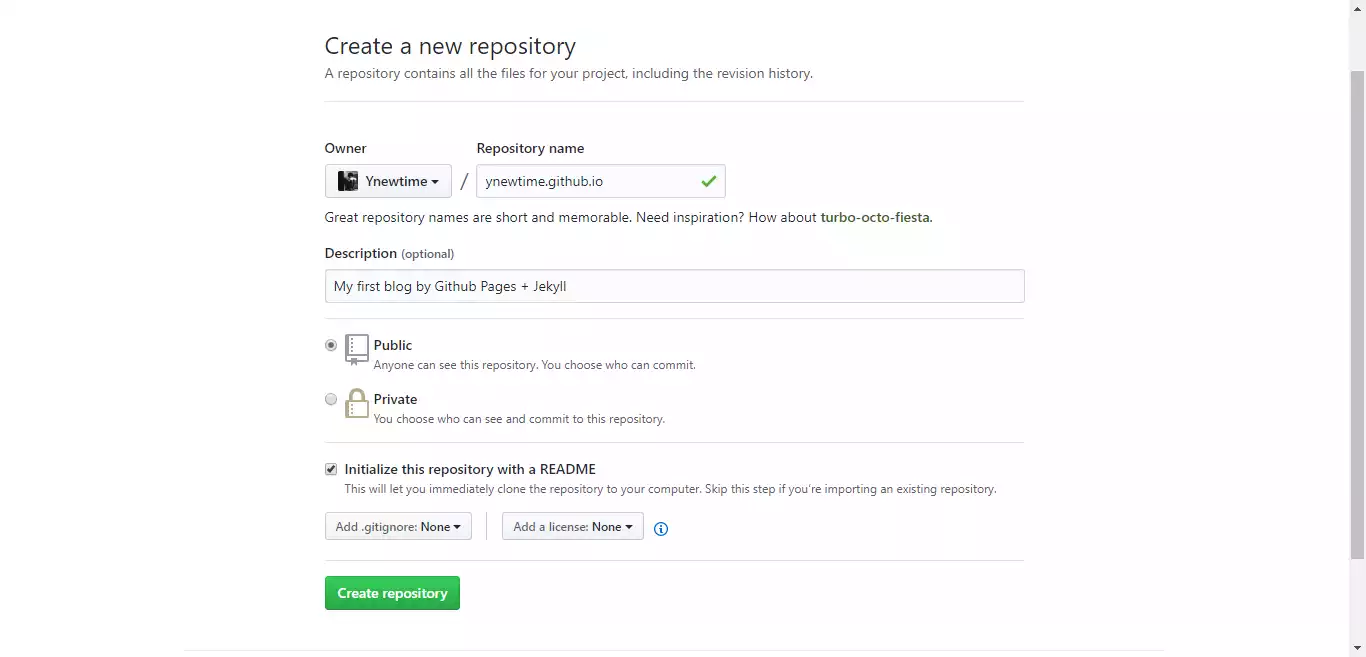 Create a new repository
A repository contains all the files for your project, including the revision history.
Owner
Repository name
Ynewtime / ynewtime.github.io
Great repository names are short and memorable. Need inspiration? How about turbo-octo-fiesta.
Description (optional)
My first blog by Github Pages + Jekyll
Public
Anyone can see this repository. You choose who can commit.
Private
You choose who can see and commit to this repository.
Initialize this repository with a README
This will let you immediately clone the repository to your computer. Skip this step if you’re importing an existing repository.
Add .gitignore: None
Add a license: None
Create repository